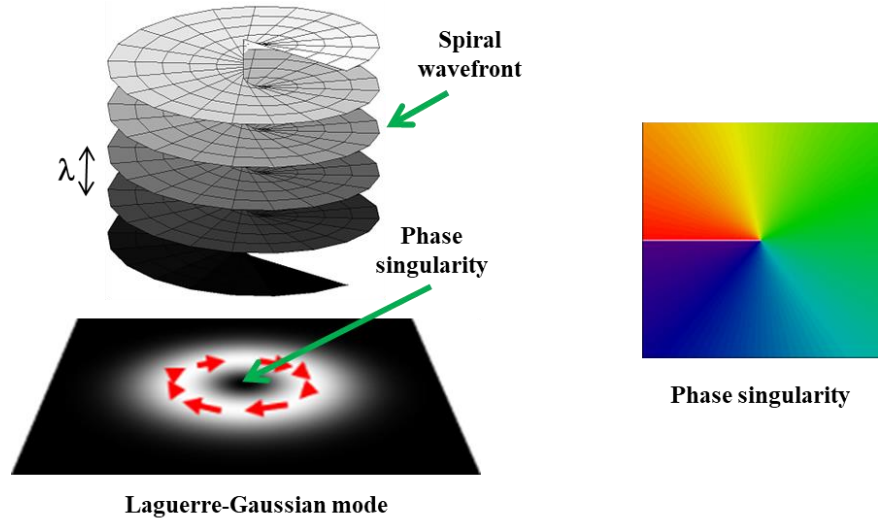 Spiral
wavefront
λ
Phase
singularity
Phase singularity
Laguerre-Gaussian mode